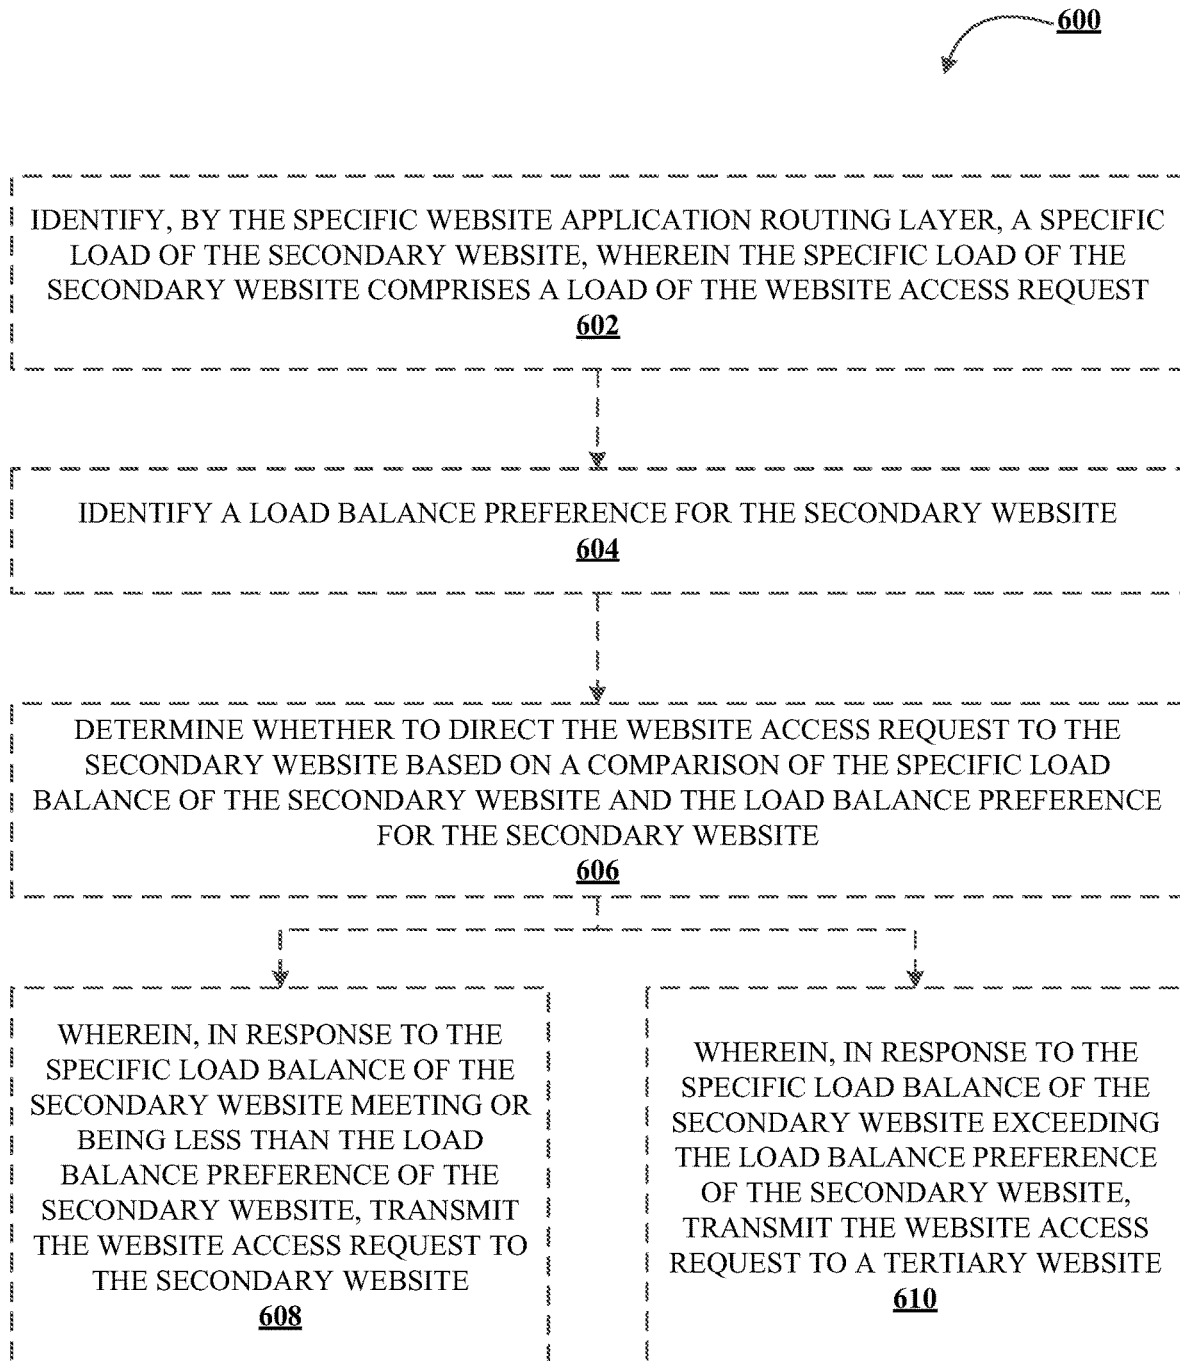 600
IDENTIFY, BY THE SPECIFIC WEBSITE APPLICATION ROUTING LAYER, A SPECIFIC
LOAD OF THE SECONDARY WEBSITE, WHEREIN THE SPECIFIC LOAD OF THE
SECONDARY WEBSITE COMPRISES A LOAD OF THE WEBSITE ACCESS REQUEST
602
IDENTIFY A LOAD BALANCE PREFERENCE FOR THE SECONDARY WEBSITE
604
DETERMINE WHETHER TO DIRECT THE WEBSITE ACCESS REQUEST TO THE
SECONDARY WEBSITE BASED ON A COMPARISON OF THE SPECIFIC LOAD
BALANCE OF THE SECONDARY WEBSITE AND THE LOAD BALANCE PREFERENCE
FOR THE SECONDARY WEBSITE
606
WHEREIN, IN RESPONSE TO THE
SPECIFIC LOAD BALANCE OF THE
SECONDARY WEBSITE MEETING OR
BEING LESS THAN THE LOAD
BALANCE PREFERENCE OF THE
SECONDARY WEBSITE, TRANSMIT
THE WEBSITE ACCESS REQUEST TO
THE SECONDARY WEBSITE
608
WHEREIN, IN RESPONSE TO THE
SPECIFIC LOAD BALANCE OF THE
SECONDARY WEBSITE EXCEEDING
THE LOAD BALANCE PREFERENCE
OF THE SECONDARY WEBSITE,
TRANSMIT THE WEBSITE ACCESS
REQUEST TO A TERTIARY WEBSITE
610